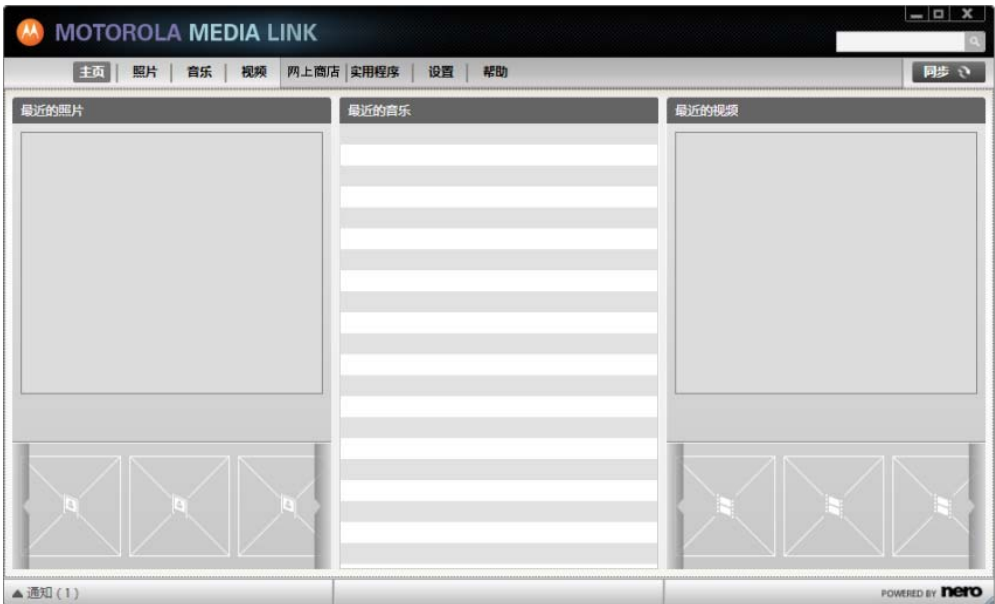 MOTOROLA MEDIA LINK
主页 照片 音乐 视频 网上商店 实用程序 设置 帮助 同步
最近的照片 最近的音乐 最近的视频
通知 ( 1 ) POWERED BY nero